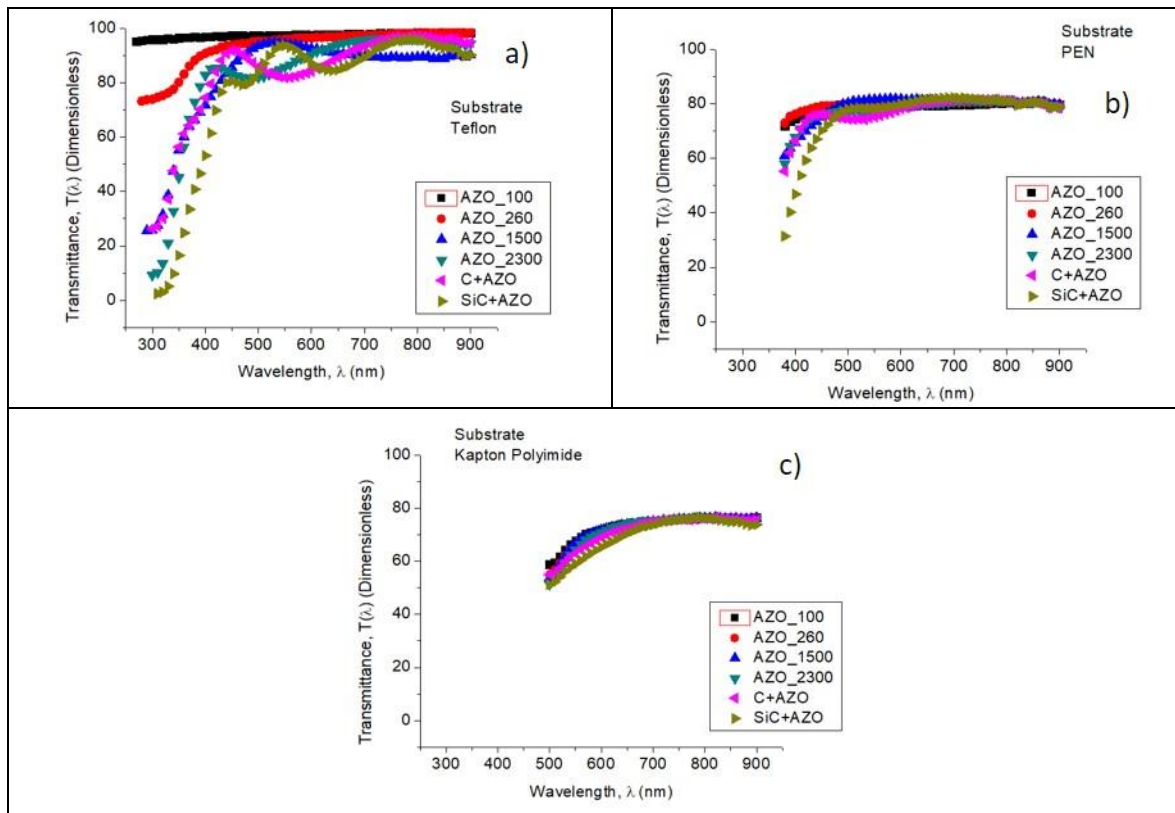 100
80
60
40
20
0
Transmittance, T(λ) (Dimensionless)
a)
Substrate
Teflon
AZO_100
AZO_260
AZO_1500
AZO_2300
C+AZO
SiC+AZO
300 400 500 600 700 800 900
Wavelength, λ (nm)
Substrate
PEN
100
80
60
40
20
0
Transmittance, T(λ) (Dimensionless)
b)
AZO_100
AZO_260
AZO_1500
AZO_2300
C+AZO
SiC+AZO
300 400 500 600 700 800 900
Wavelength, λ (nm)
Substrate
Kapton Polyimide
100
80
60
40
20
0
Transmittance, T(λ) (Dimensionless)
c)
AZO_100
AZO_260
AZO_1500
AZO_2300
C+AZO
SiC+AZO
300 400 500 600 700 800 900
Wavelength, λ (nm)